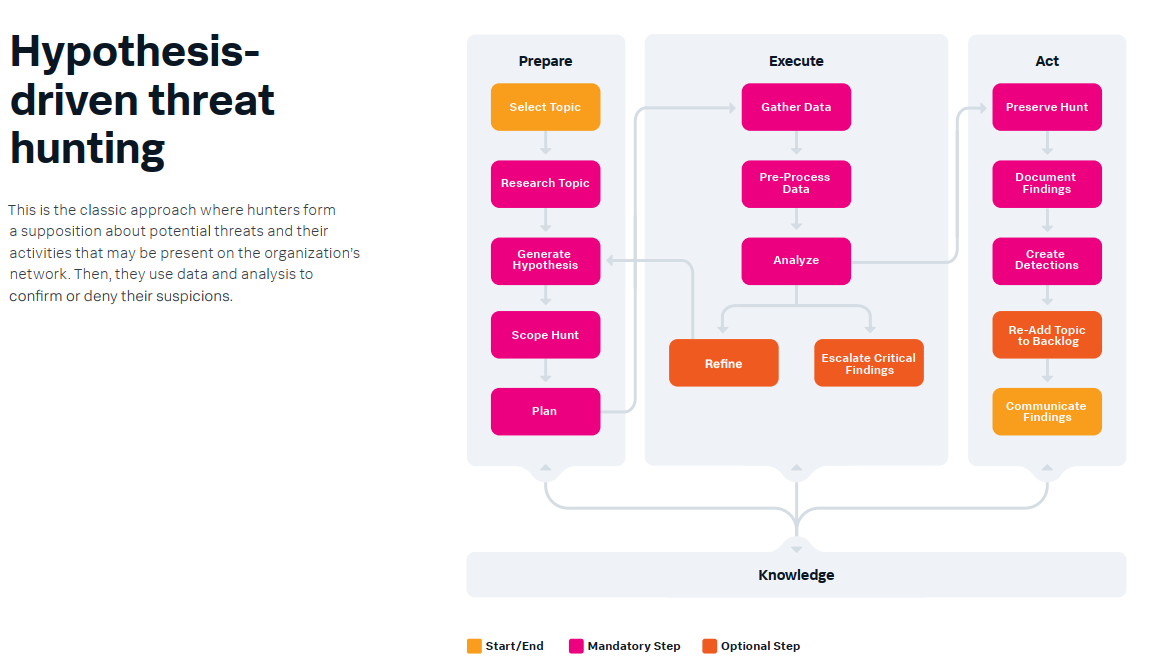 Hypothesis-
driven threat
hunting
This is the classic approach where hunters form
a supposition about potential threats and their
activities that may be present on the organization's
network. Then, they use data and analysis to
confirm or deny their suspicions.
Prepare
Select Topic
Research Topic
Generate
Hypothesis
Scope Hunt
Plan
Execute
Gather Data
Pre-Process
Data
Analyze
Refine
Escalate Critical
Findings
Act
Preserve Hunt
Document
Findings
Create
Detections
Re-Add Topic
to Backlog
Communicate
Findings
Knowledge
Start/End
Mandatory Step
Optional Step